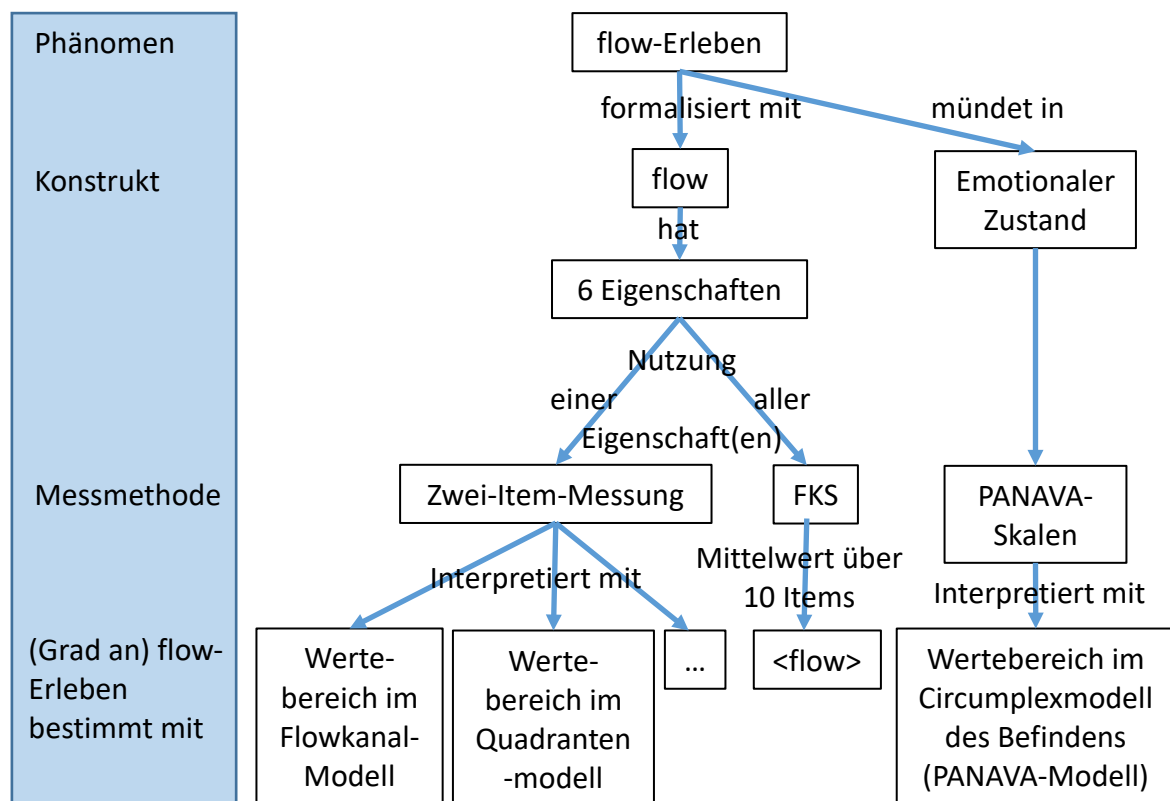 Phänomen
flow-Erleben
formalisiert mit
mündet in
Konstrukt
flow
Emotionaler
Zustand
hat
6 Eigenschaften
Nutzung
einer
aller
Eigenschaft(en)
Messmethode
Zwei-Item-Messung
FKS
PANAVA-
Skalen
Interpretiert mit
Mittelwert über
10 Items
Interpretiert mit
(Grad an) flow-
Erleben
bestimmt mit
Werte-
bereich im
Flowkanal-
Modell
Werte-
bereich im
Quadranten
-modell
...
<flow>
Wertebereich im
Circumplexmodell
des Befindens
(PANAVA-Modell)